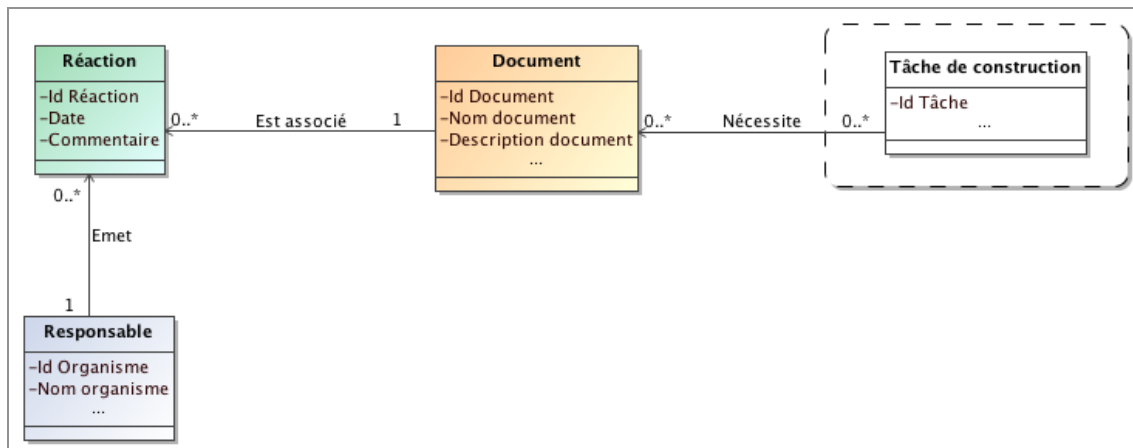 Réaction
-Id Réaction
-Date
-Commentaire
0..*
Est associé
1
Document
-Id Document
-Nom document
-Description document
...
0..*
Nécessite
0..*
Tâche de construction
-Id Tâche
...
0..*
Emet
1
Responsable
-Id Organisme
-Nom organisme
...